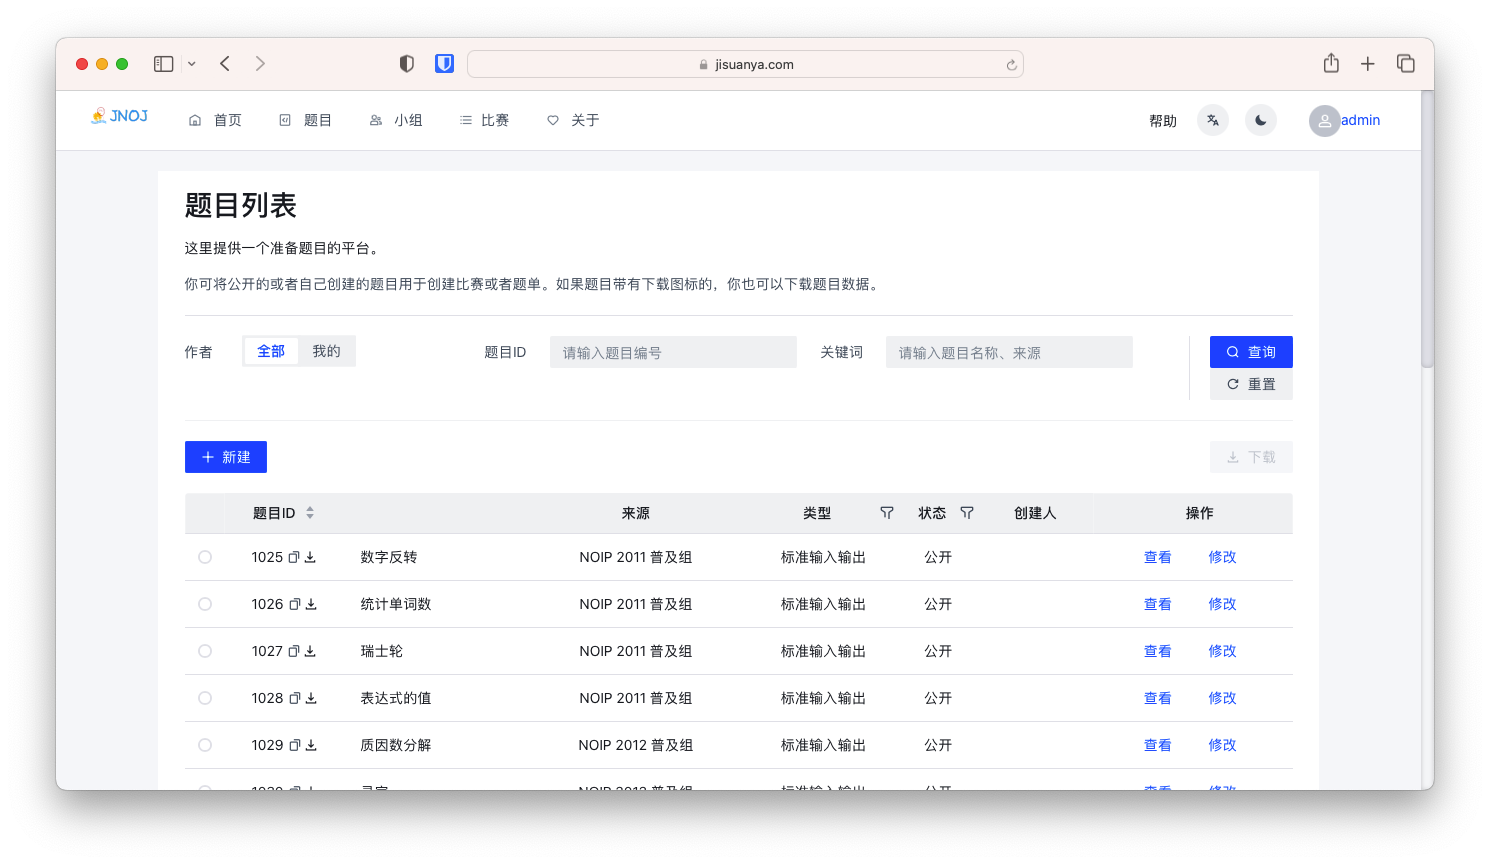 jisuanya.com
JNOJ 首页 题目 小组 比赛 关于 帮助 admin
题目列表
这里提供一个准备题目的平台。
你可将公开的或者自己创建的题目用于创建比赛或者题单。如果题目带有下载图标的，你也可以下载题目数据。
作者 全部 我的 题目ID 请输入题目编号 关键词 请输入题目名称、来源 查询
重置
新建 下载
题目ID 来源 类型 状态 创建人 操作
1025 数字反转 NOIP 2011 普及组 标准输入输出 公开 查看 修改
1026 统计单词数 NOIP 2011 普及组 标准输入输出 公开 查看 修改
1027 瑞士轮 NOIP 2011 普及组 标准输入输出 公开 查看 修改
1028 表达式的值 NOIP 2011 普及组 标准输入输出 公开 查看 修改
1029 质因数分解 NOIP 2012 普及组 标准输入输出 公开 查看 修改